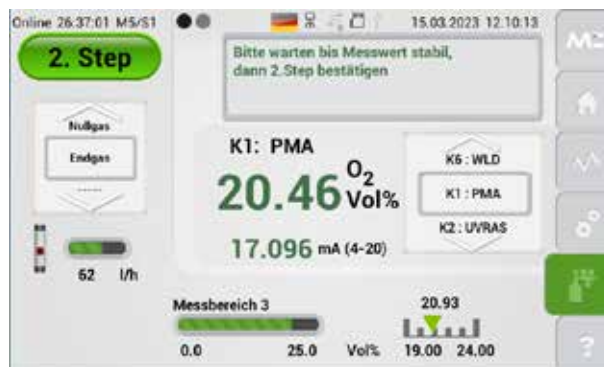 Online 26:37:01 M5/S1
15.03.2023 12.10.13
2. Step
Bitte warten bis Messwert stabil,
dann 2.Step bestätigen
Nullgas
Endgas
.....
62 l/h
K1: PMA
20.46 O2 Vol%
17.096 mA (4-20)
K6 : WLD
K1 : PMA
K2 : UVRAS
Messbereich 3
0.0 25.0 Vol%
20.93
19.00 24.00
?